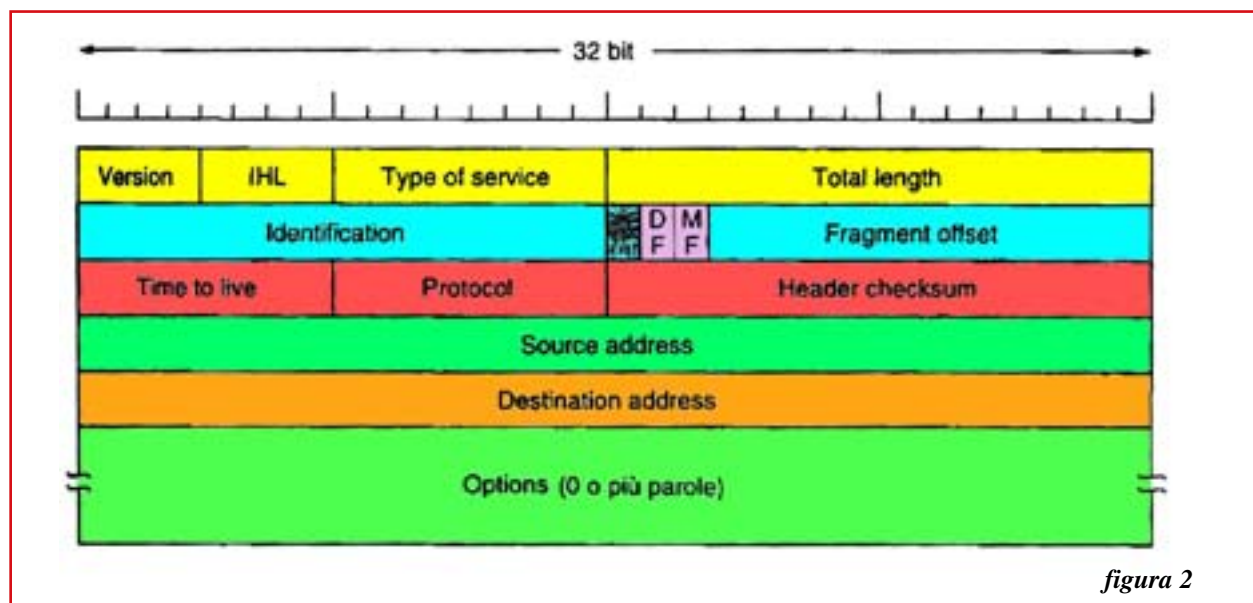 32 bit
Version IHL Type of service Total length
Identification D F M F Fragment offset
Time to live Protocol Header checksum
Source address
Destination address
Options (0 o più parole)
figura 2